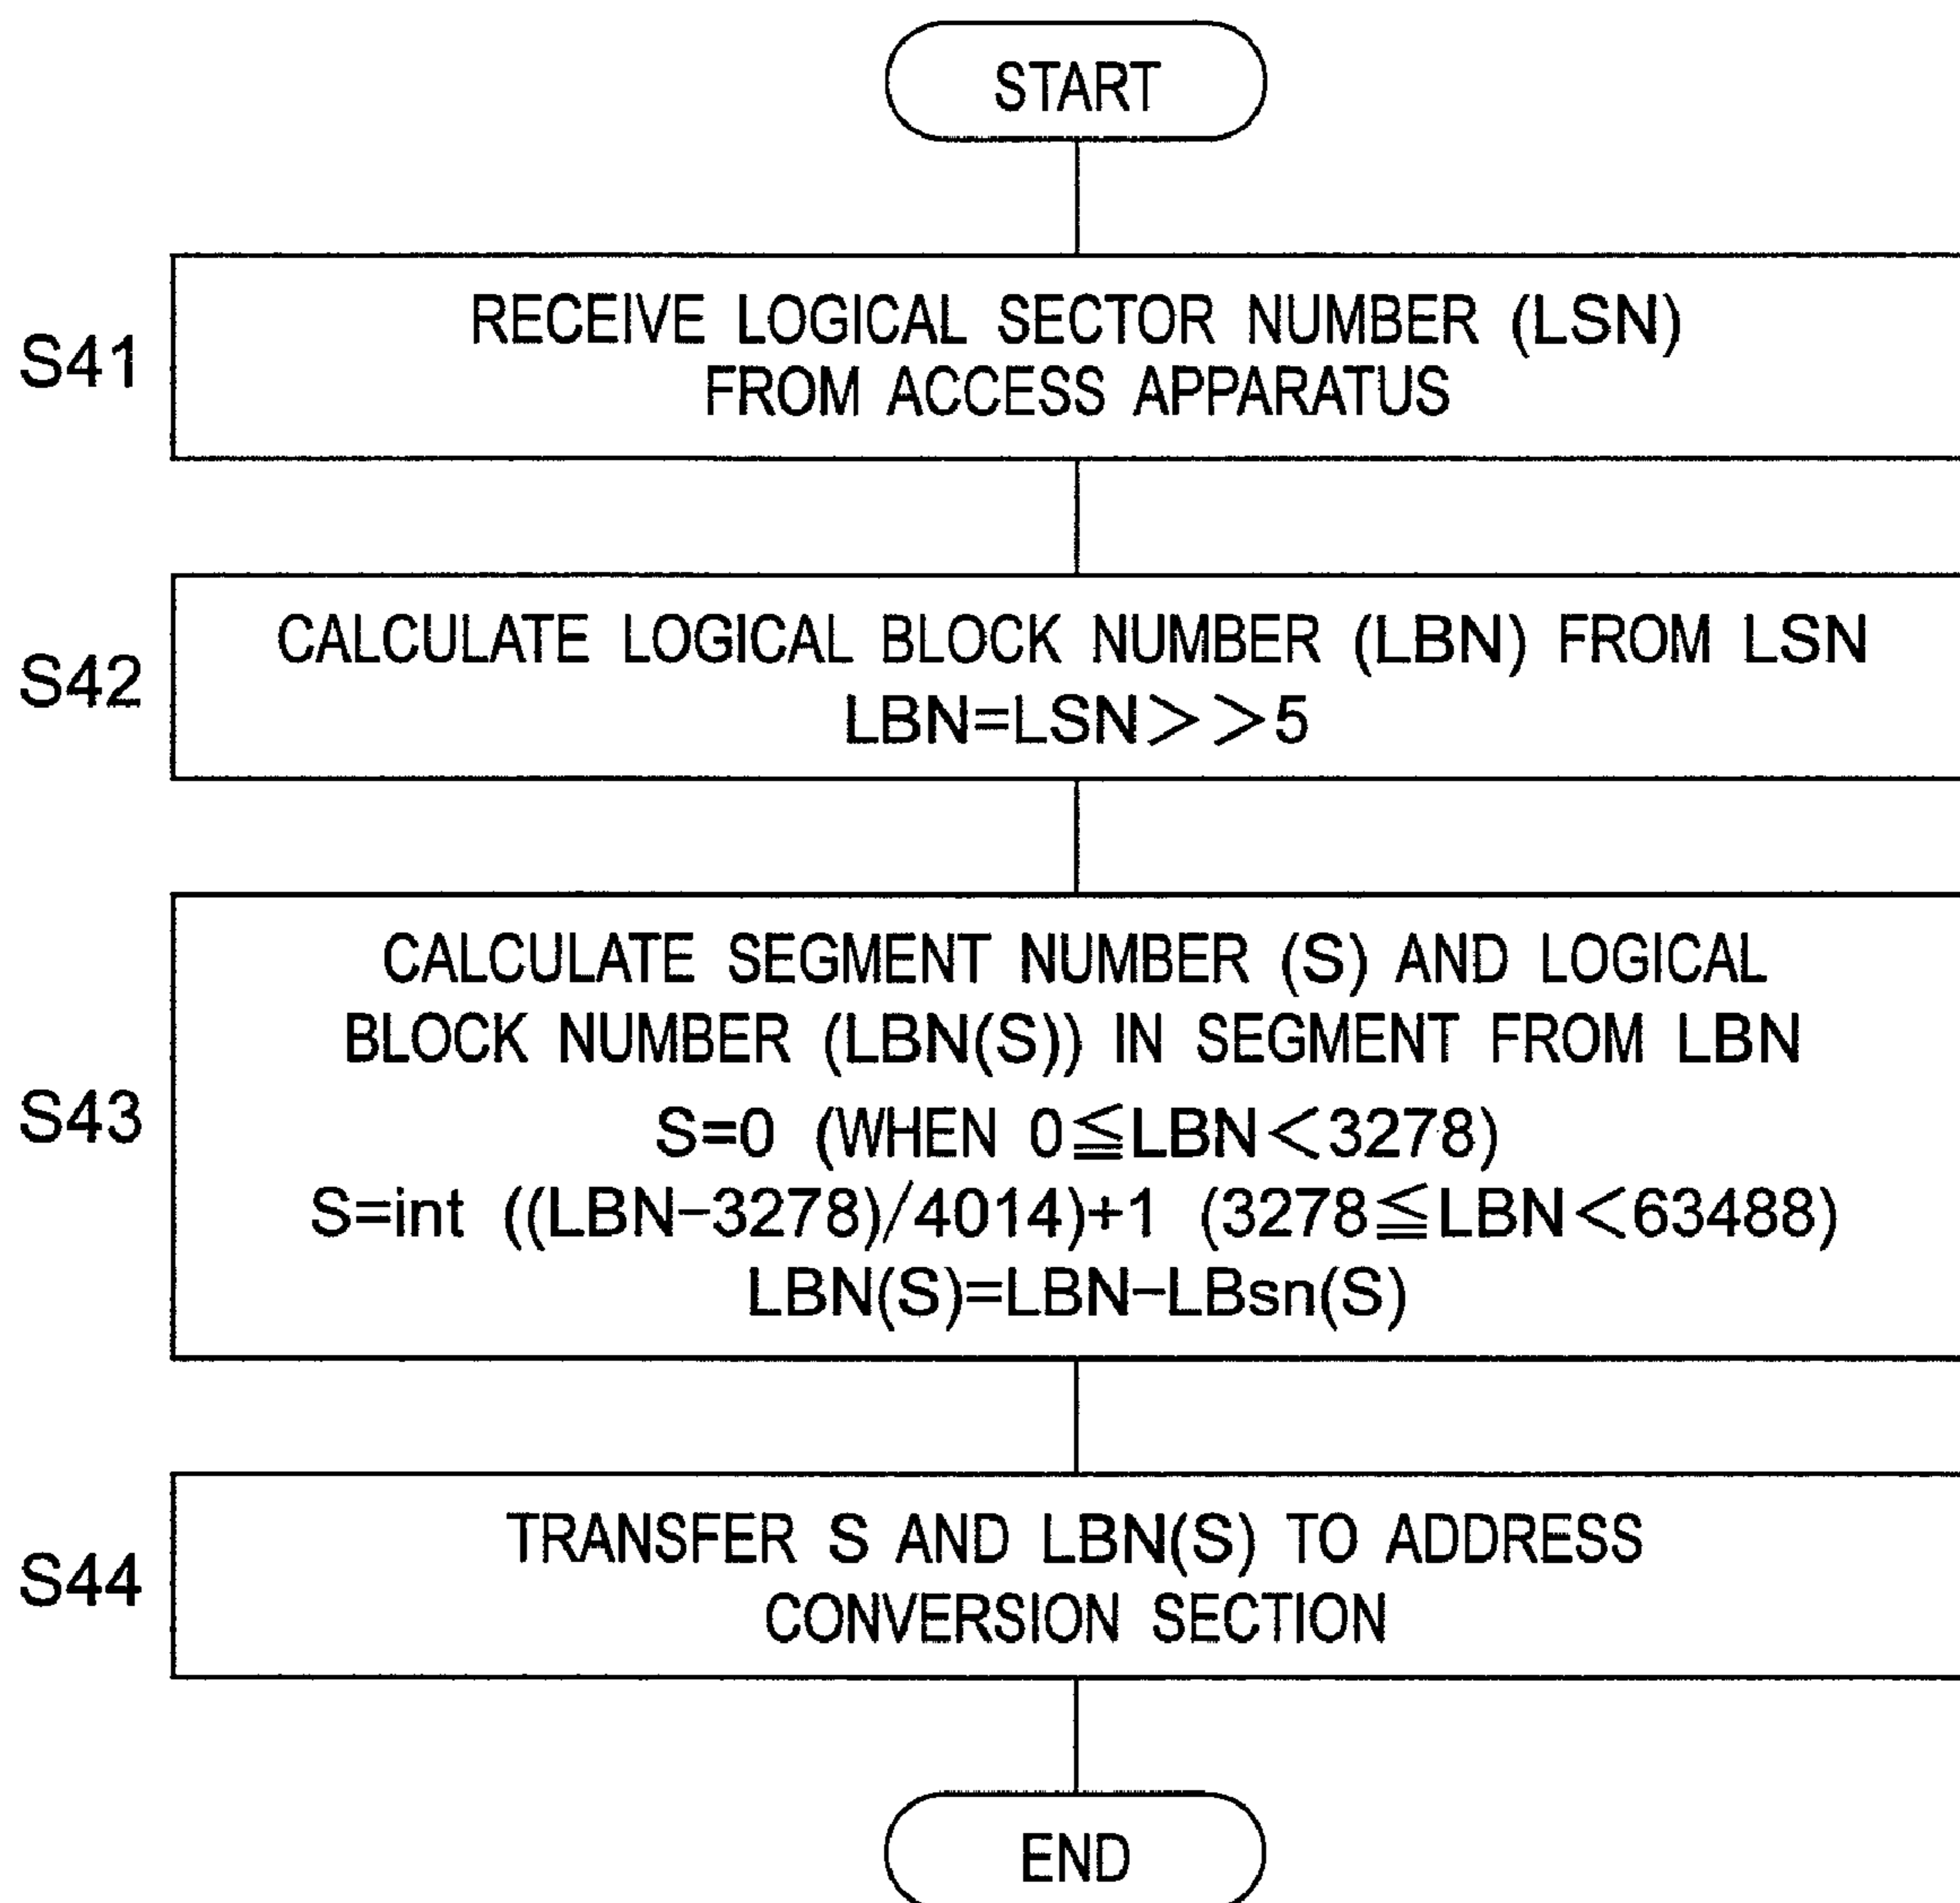 START
S41
RECEIVE LOGICAL SECTOR NUMBER (LSN)
FROM ACCESS APPARATUS
S42
CALCULATE LOGICAL BLOCK NUMBER (LBN) FROM LSN
LBN=LSN>>5
S43
CALCULATE SEGMENT NUMBER (S) AND LOGICAL
BLOCK NUMBER (LBN(S)) IN SEGMENT FROM LBN
S=0 (WHEN 0≦LBN<3278)
S=int ((LBN-3278)/4014)+1 (3278≦LBN<63488)
LBN(S)=LBN-LBsn(S)
S44
TRANSFER S AND LBN(S) TO ADDRESS
CONVERSION SECTION
END